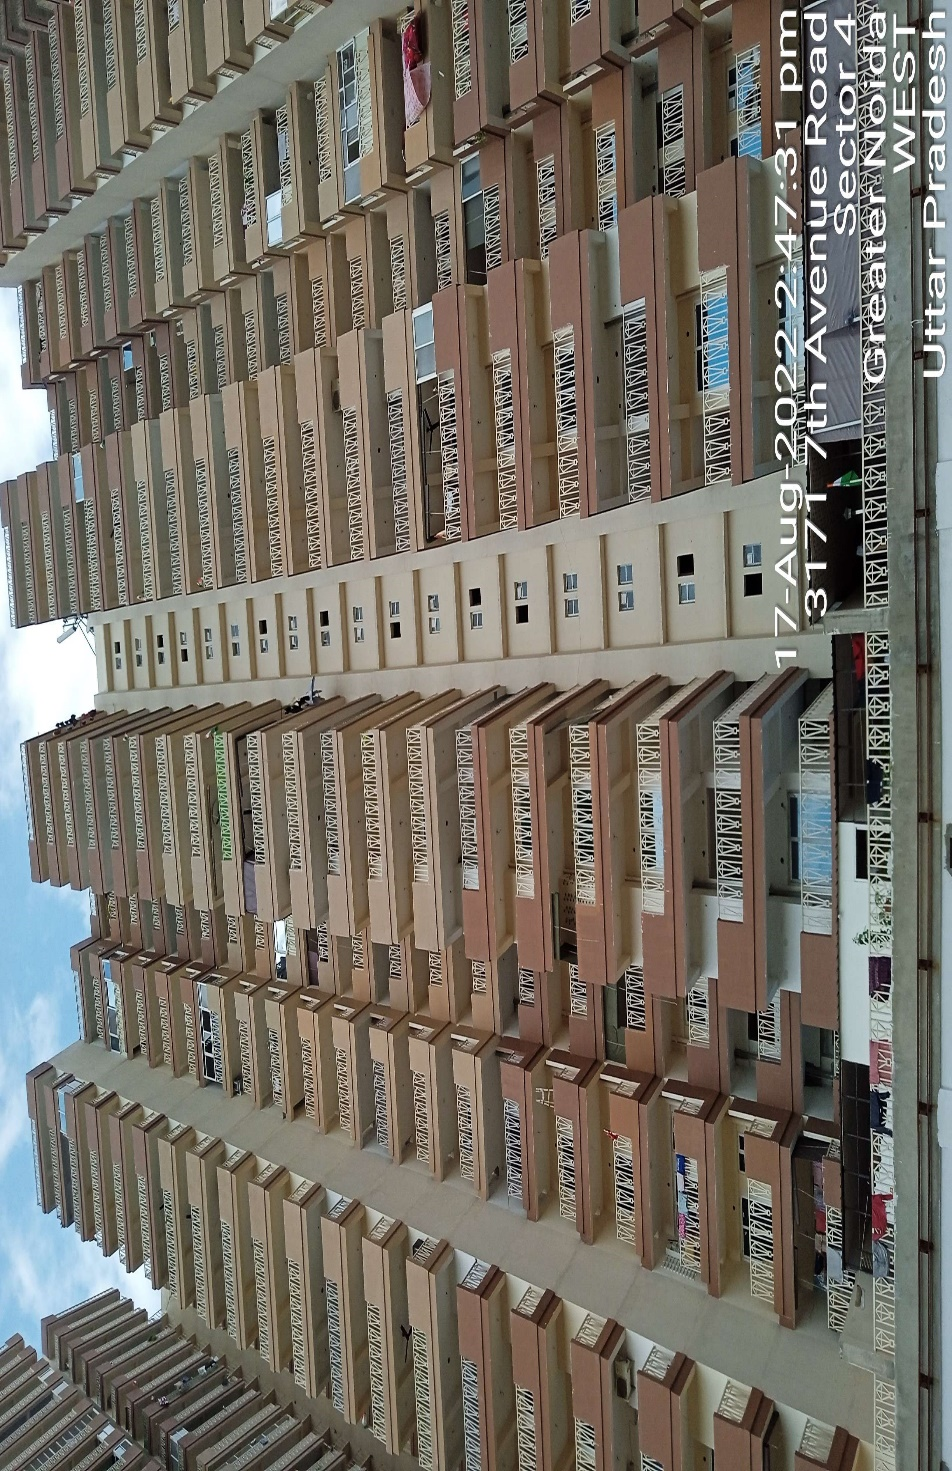 17-Aug-2022 2:47:31 pm
3171 7th Avenue Road
Sector 4
Greater Noida
WEST
Uttar Pradesh